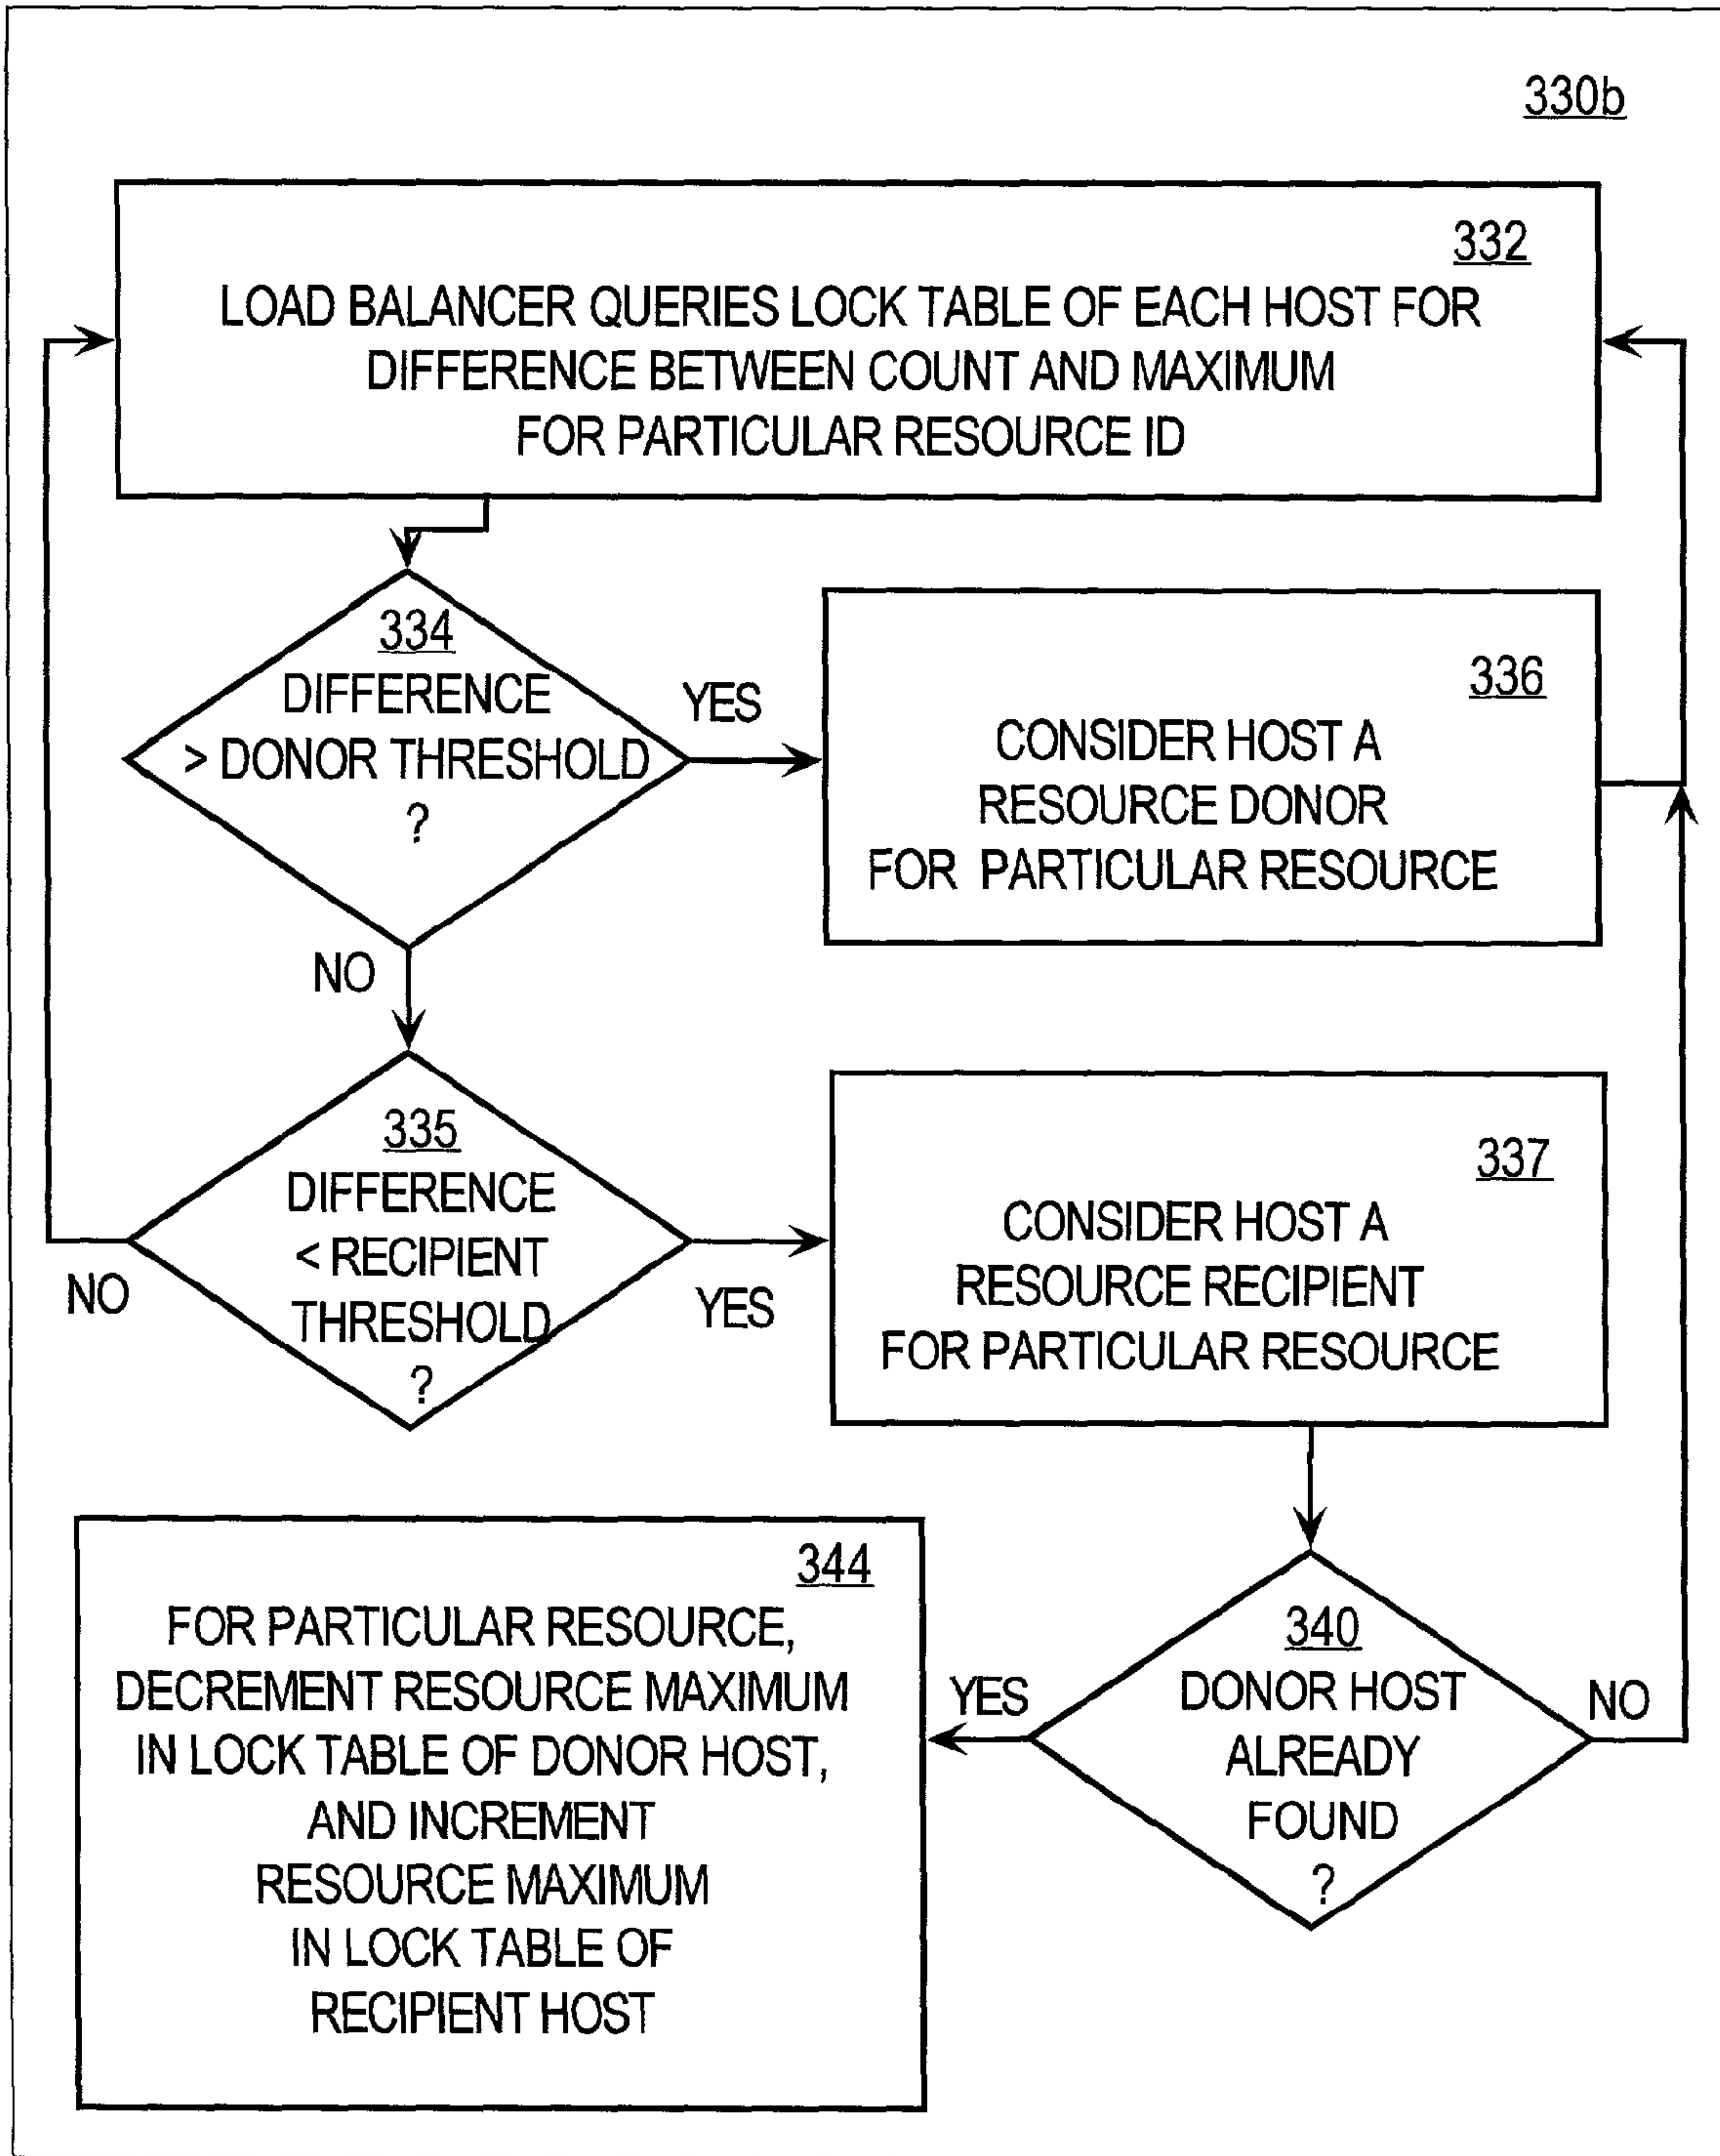 330b
332
LOAD BALANCER QUERIES LOCK TABLE OF EACH HOST FOR
DIFFERENCE BETWEEN COUNT AND MAXIMUM
FOR PARTICULAR RESOURCE ID
334
DIFFERENCE
> DONOR THRESHOLD
?
YES
NO
336
CONSIDER HOST A
RESOURCE DONOR
FOR PARTICULAR RESOURCE
335
DIFFERENCE
< RECIPIENT
THRESHOLD
?
NO
YES
337
CONSIDER HOST A
RESOURCE RECIPIENT
FOR PARTICULAR RESOURCE
340
DONOR HOST
ALREADY
FOUND
?
YES
NO
344
FOR PARTICULAR RESOURCE,
DECREMENT RESOURCE MAXIMUM
IN LOCK TABLE OF DONOR HOST,
AND INCREMENT
RESOURCE MAXIMUM
IN LOCK TABLE OF
RECIPIENT HOST